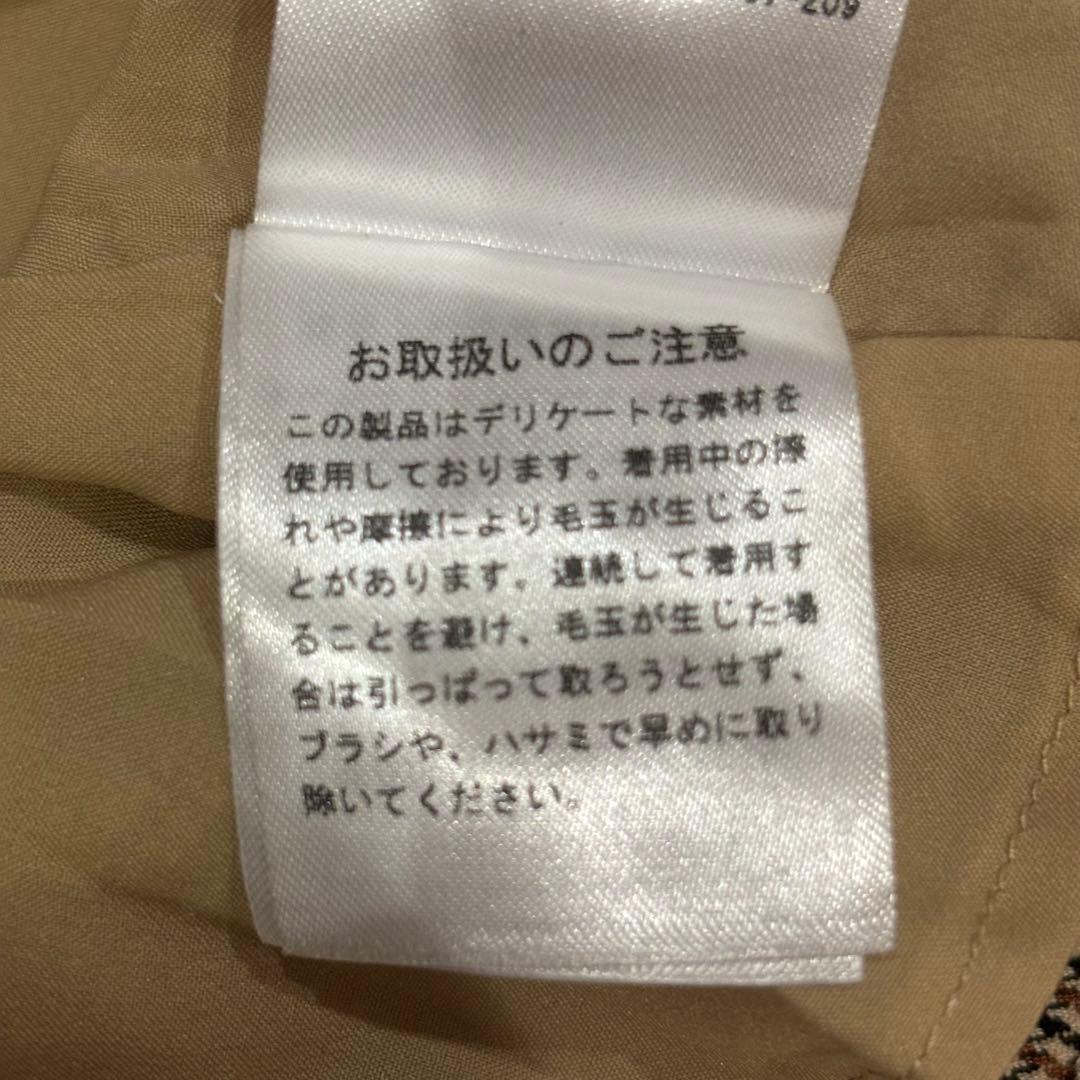 209
お取扱いのご注意
この製品はデリケートな素材を
使用しております。着用中の擦
れや摩擦により毛玉が生じるこ
とがあります。連続して着用す
ることを避け、毛玉が生じた場
合は引っぱって取ろうとせず、
ブラシや、ハサミで早めに取り
除いてください。